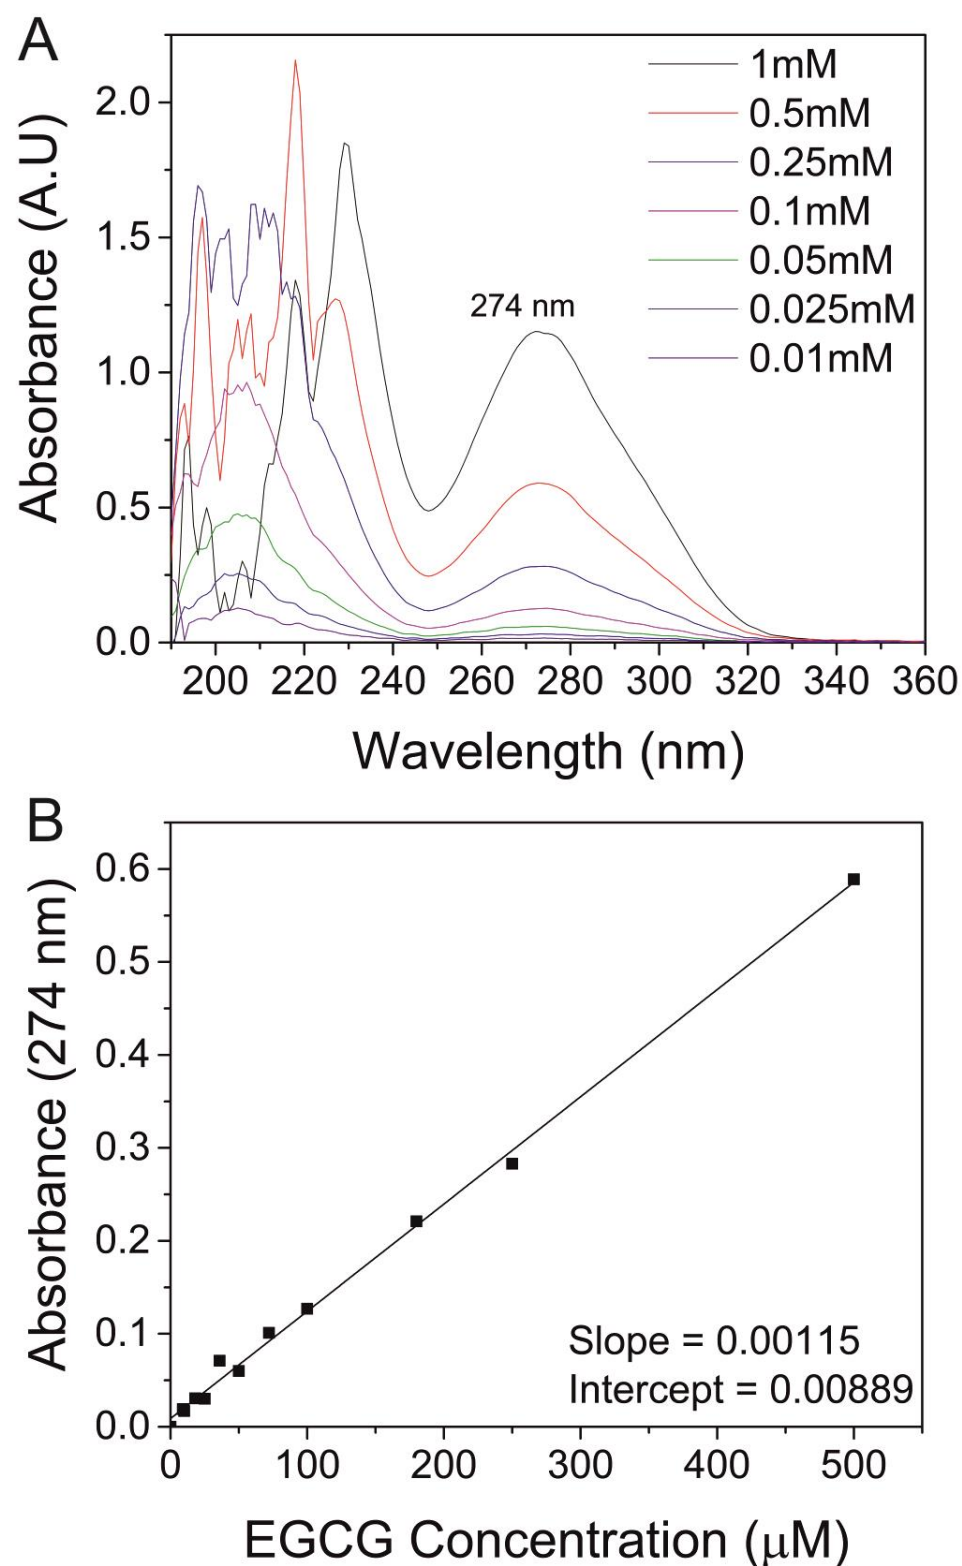 A
Absorbance (A.U)
2.0
1.5
1.0
0.5
0.0
1mM
0.5mM
0.25mM
0.1mM
0.05mM
0.025mM
0.01mM
274 nm
200 220 240 260 280 300 320 340 360
Wavelength (nm)
B
Absorbance (274 nm)
0.6
0.5
0.4
0.3
0.2
0.1
0.0
Slope = 0.00115
Intercept = 0.00889
0 100 200 300 400 500
EGCG Concentration (μM)